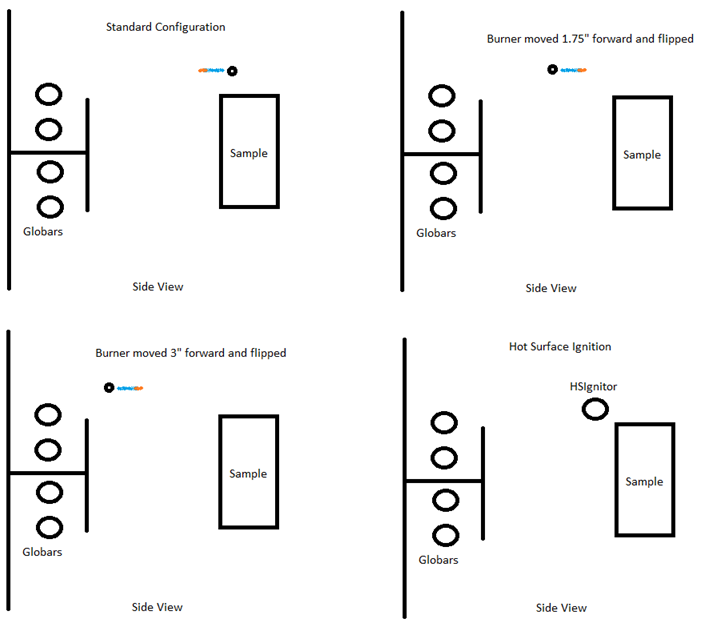 Standard Configuration
Sample
Globars
Side View
Burner moved 1.75" forward and flipped
Sample
Globars
Side View
Burner moved 3" forward and flipped
Sample
Globars
Side View
Hot Surface Ignition
HSIgnitor
Sample
Globars
Side View